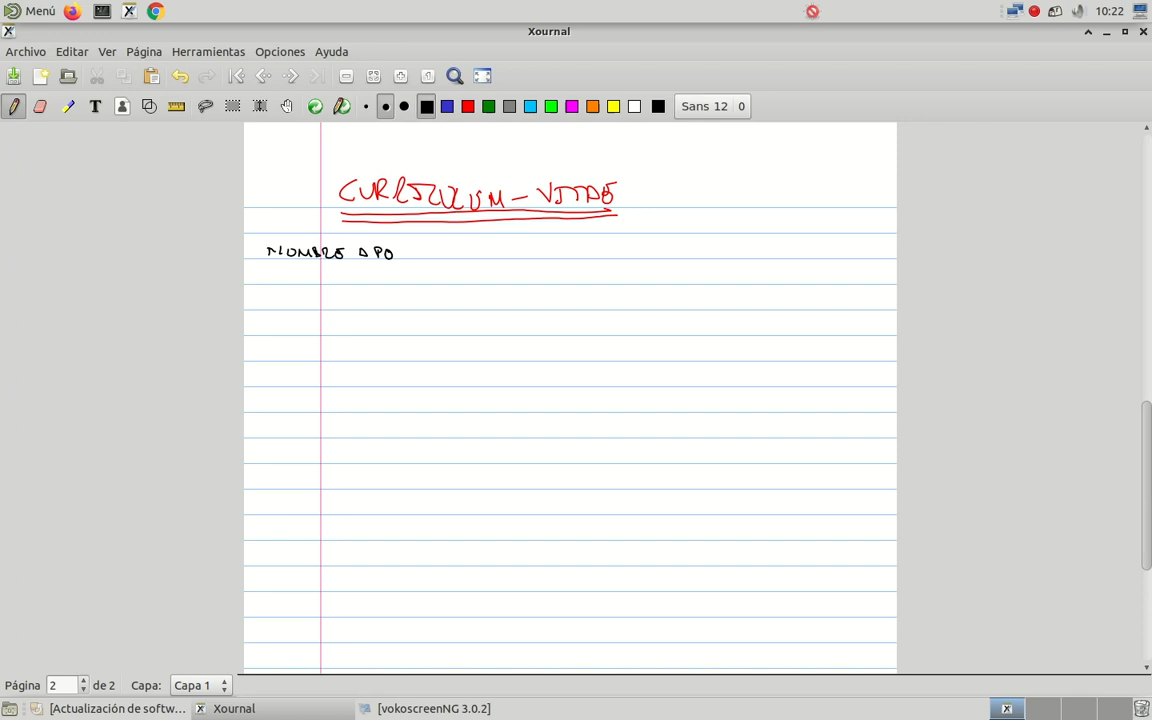 Menú 10:22
Xournal
Archivo Editar Ver Página Herramientas Opciones Ayuda
Sans 12 0
CURRICULUM - VITAE
NOMBRE APO
Página 2 de 2 Capa: Capa 1
[Actualización de softw... Xournal [vokoscreenNG 3.0.2]